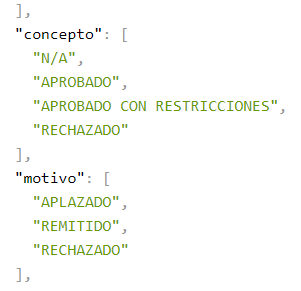 ],
"concepto": [
"N/A",
"APROBADO",
"APROBADO CON RESTRICCIONES",
"RECHAZADO"
],
"motivo": [
"APLAZADO",
"REMITIDO",
"RECHAZADO"
],